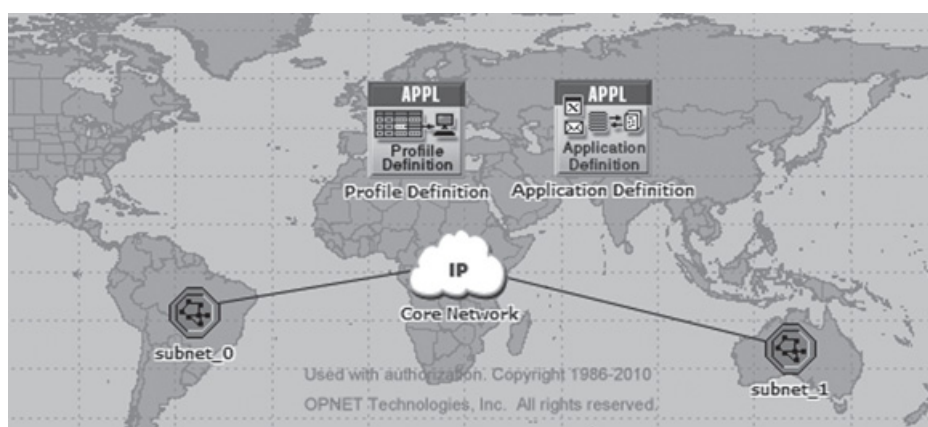 APPL
Profiile
Definition
Profile Definition
APPL
Application
Definition
Application Definition
IP
Core Network
subnet_0
subnet_1
Used with authorization. Copyright 1986-2010
OPNET Technologies, Inc. All rights reserved.